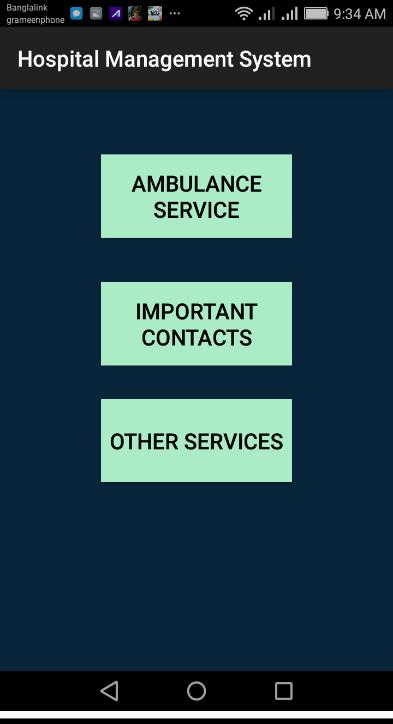 Banglalink
grameenphone
... 9:34 AM
Hospital Management System
AMBULANCE
SERVICE
IMPORTANT
CONTACTS
OTHER SERVICES